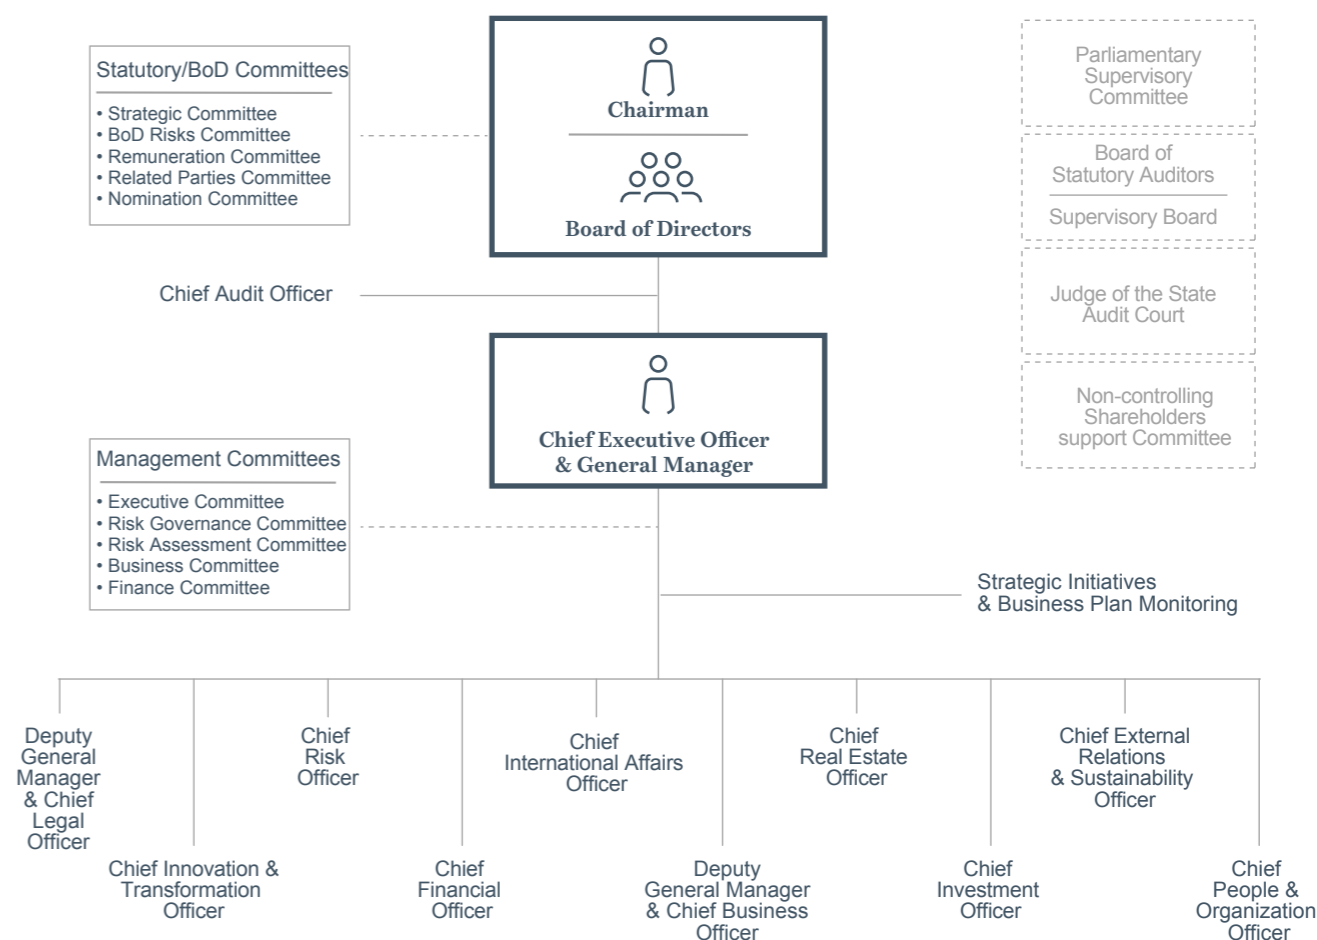 Statutory/BoD Committees
• Strategic Committee
• BoD Risks Committee
• Remuneration Committee
• Related Parties Committee
• Nomination Committee
Chairman
Board of Directors
Parliamentary
Supervisory
Committee
Board of
Statutory Auditors
Supervisory Board
Judge of the State
Audit Court
Non-controlling
Shareholders
support Committee
Chief Audit Officer
Chief Executive Officer
& General Manager
Management Committees
• Executive Committee
• Risk Governance Committee
• Risk Assessment Committee
• Business Committee
• Finance Committee
Strategic Initiatives
& Business Plan Monitoring
Deputy
General
Manager
& Chief
Legal
Officer
Chief Innovation &
Transformation
Officer
Chief
Risk
Officer
Chief
Financial
Officer
Chief
International Affairs
Officer
Deputy
General Manager
& Chief Business
Officer
Chief
Real Estate
Officer
Chief
Investment
Officer
Chief External
Relations
& Sustainability
Officer
Chief
People &
Organization
Officer